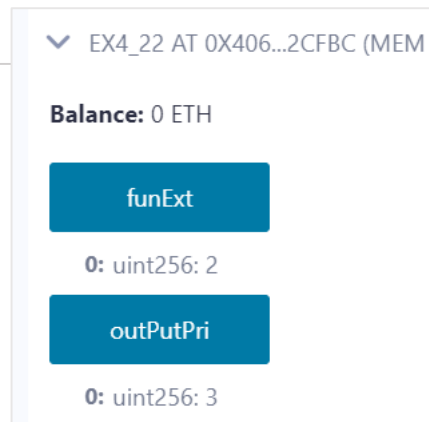 EX4_22 AT 0X406...2CFBC (MEM
Balance: 0 ETH
funExt
0: uint256: 2
outPutPri
0: uint256: 3